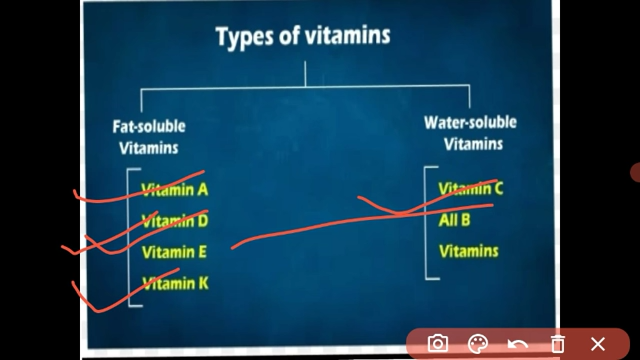 Types of vitamins
Fat-soluble
Vitamins
Vitamin A
Vitamin D
Vitamin E
Vitamin K
Water-soluble
Vitamins
Vitamin C
All B
Vitamins